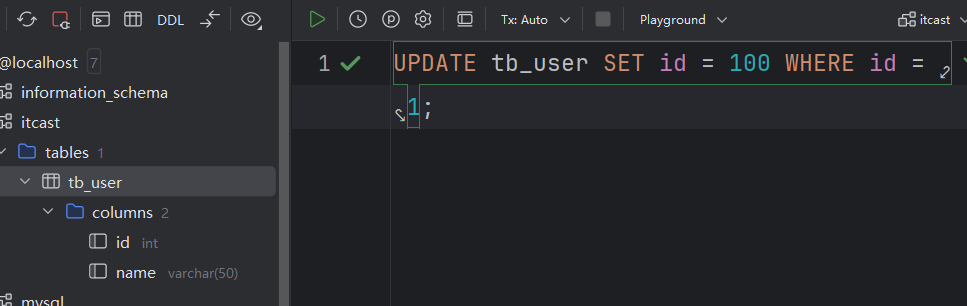 DDL
Tx: Auto
Playground
itcast
@localhost 7
information_schema
itcast
tables 1
tb_user
columns 2
id int
name varchar(50)
mysql
1 UPDATE tb_user SET id = 100 WHERE id =
1;